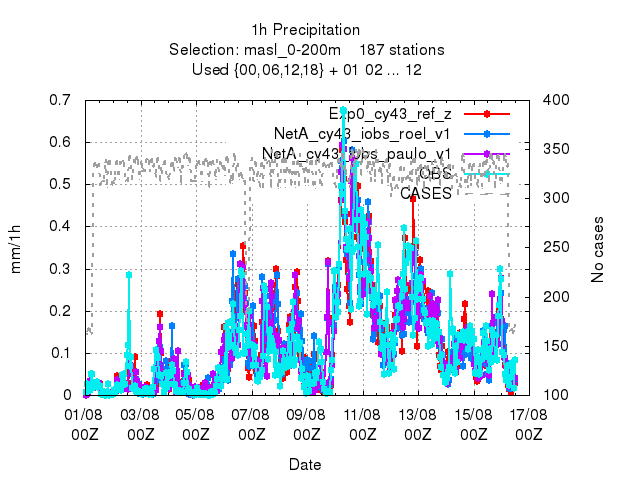 1h Precipitation
Selection: masl_0-200m 187 stations
Used {00,06,12,18} + 01 02 ... 12
0.7
0.6
0.5
0.4
0.3
0.2
0.1
0
400
350
300
250
200
150
100
Exp0_cy43_ref_z
NetA_cy43_iobs_roel_v1
NetA_cy43_iobs_paulo_v1
OBS
CASES
mm/1h
No cases
01/08 03/08 05/08 07/08 09/08 11/08 13/08 15/08 17/08
00Z 00Z 00Z 00Z 00Z 00Z 00Z 00Z 00Z
Date